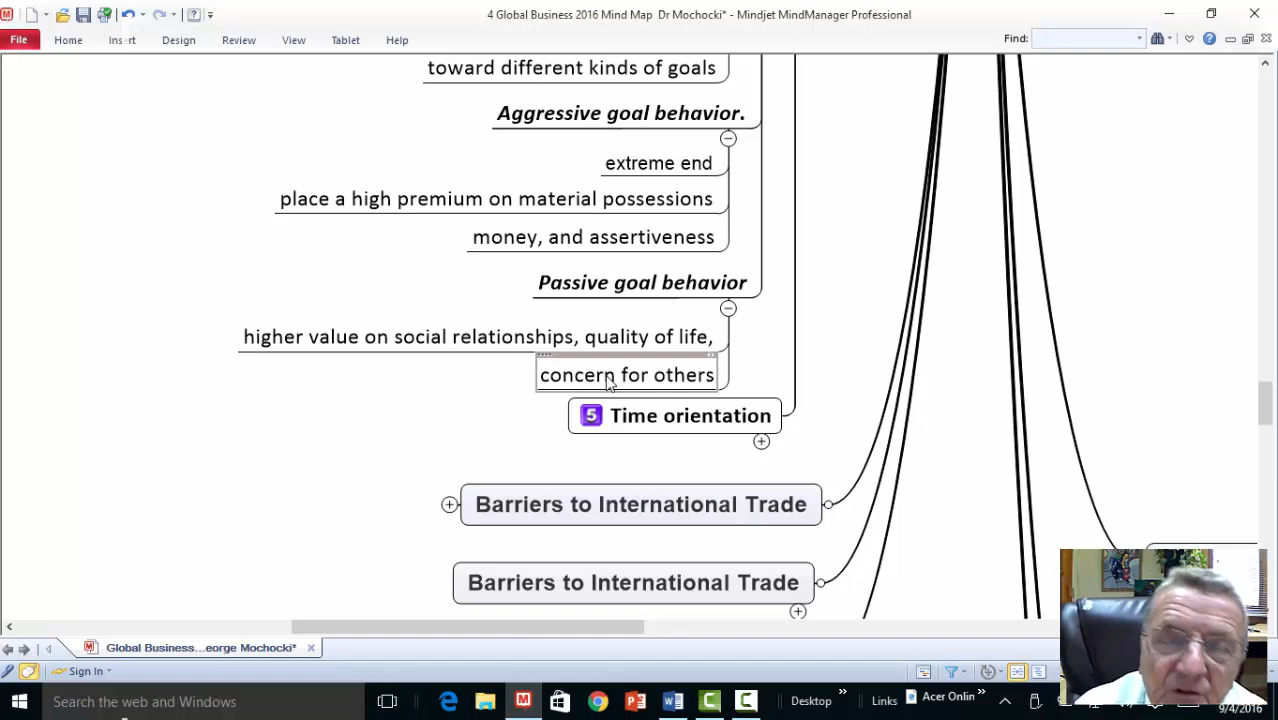 4 Global Business 2016 Mind Map Dr Mochocki* - Mindjet MindManager Professional
File Home Insert Design Review View Tablet Help Find:
toward different kinds of goals
Aggressive goal behavior.
extreme end
place a high premium on material possessions
money, and assertiveness
Passive goal behavior
higher value on social relationships, quality of life,
concern for others
5 Time orientation
Barriers to International Trade
Barriers to International Trade
Global Business...eorge Mochocki*
Sign In
Search the web and Windows
Desktop
Links
Acer Onlin
9/4/2016